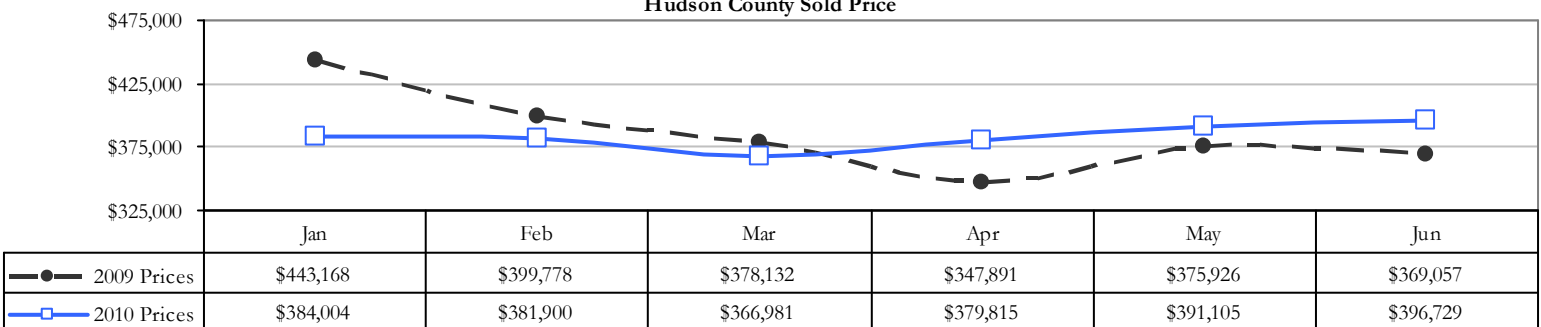 Hudson County Sold Price
$475,000
$425,000
$375,000
$325,000
Jan Feb Mar Apr May Jun
2009 Prices $443,168 $399,778 $378,132 $347,891 $375,926 $369,057
2010 Prices $384,004 $381,900 $366,981 $379,815 $391,105 $396,729